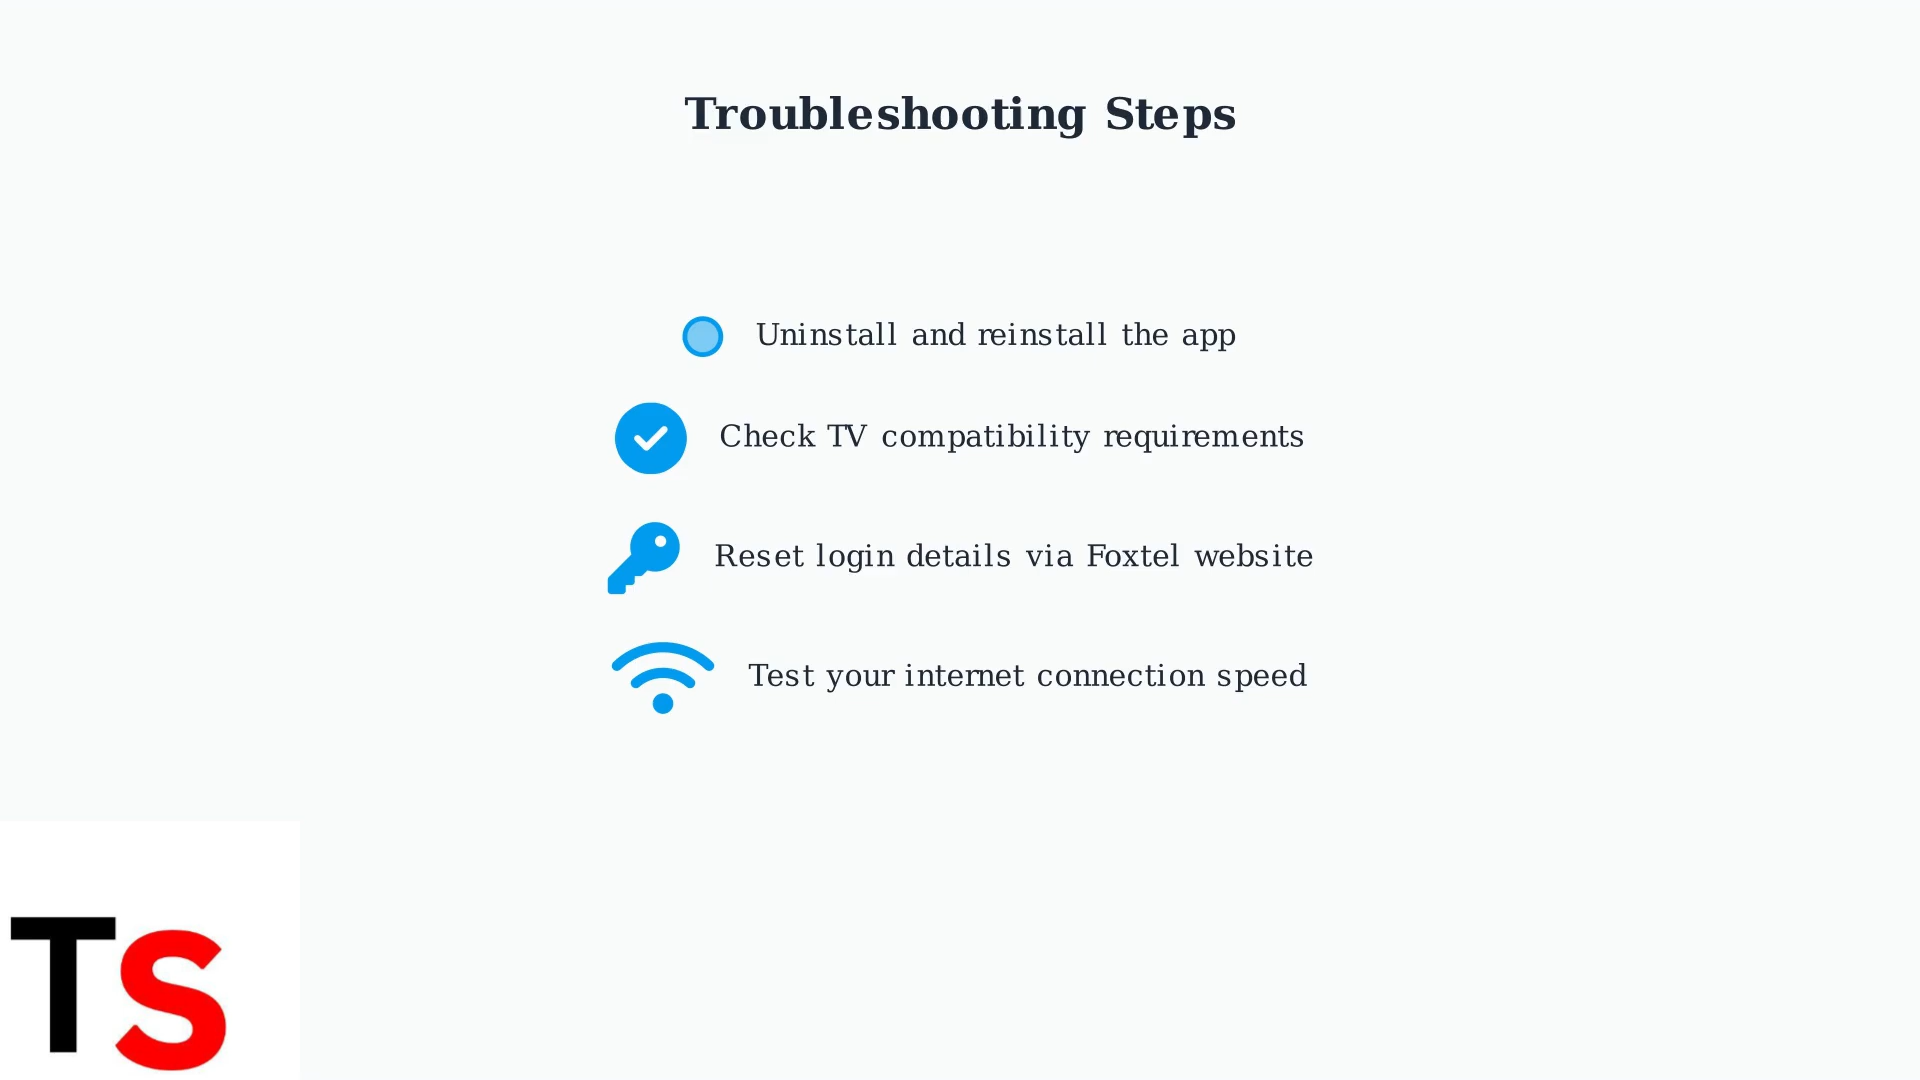 Troubleshooting Steps
Uninstall and reinstall the app
Check TV compatibility requirements
Reset login details via Foxtel website
Test your internet connection speed
TS